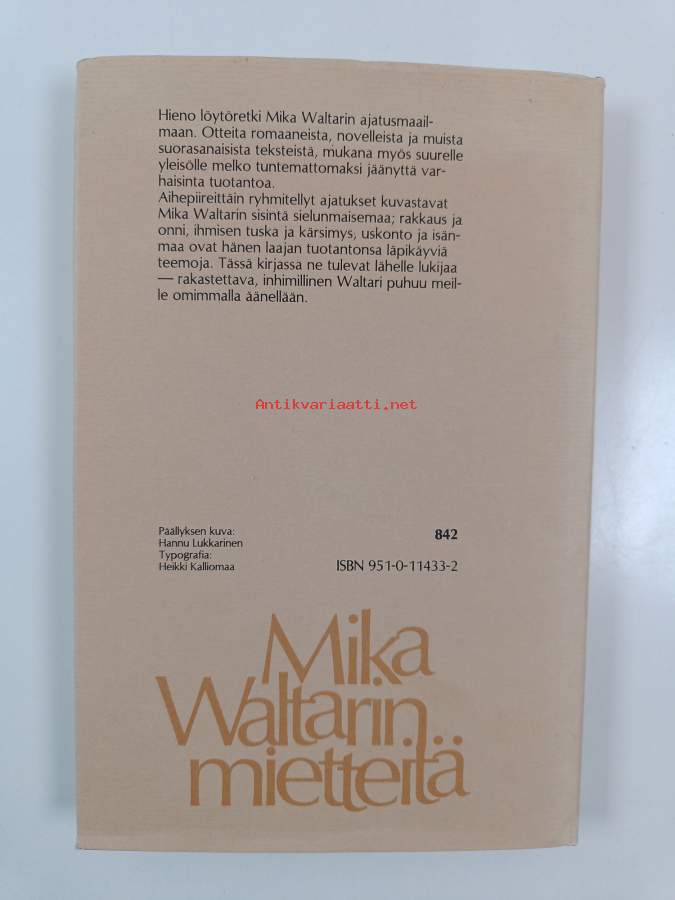 Hieno löytöretki Mika Waltarin ajatusmaail-
maan. Otteita romaaneista, novelleista ja muista
suorasanaisista teksteistä, mukana myös suurelle
yleisölle melko tuntemattomaksi jäänyttä var-
haisinta tuotantoa.
Aihepiireittäin ryhmitellyt ajatukset kuvastavat
Mika Waltarin sisintä sielunmaisemaa; rakkaus ja
onni, ihmisen tuska ja kärsimys, uskonto ja isän-
maa ovat hänen laajan tuotantonsa läpikäyviä
teemoja. Tässä kirjassa ne tulevat lähelle lukijaa
— rakastettava, inhimillinen Waltari puhuu meil-
le omimmalla äänellään.
Antikvariaatti.net
Päällyksen kuva:
Hannu Lukkarinen
Typografia:
Heikki Kalliomaa
842
ISBN 951-0-11433-2
Mika
Waltarin
mietteitä